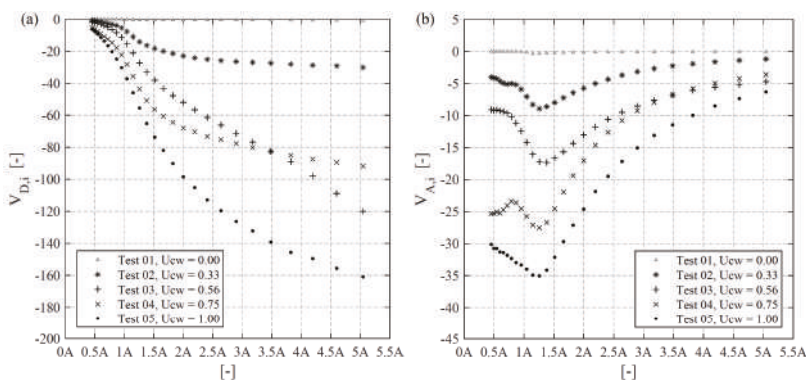 (a)
0
-20
-40
-60
-80
-100
-120
-140
-160
-180
-200
V_D,i [-]
Test 01, Ucw = 0.00
Test 02, Ucw = 0.33
Test 03, Ucw = 0.56
Test 04, Ucw = 0.75
Test 05, Ucw = 1.00
0A 0.5A 1A 1.5A 2A 2.5A 3A 3.5A 4A 4.5A 5A 5.5A
[-]
(b)
5
0
-5
-10
-15
-20
-25
-30
-35
-40
-45
V_A,i [-]
Test 01, Ucw = 0.00
Test 02, Ucw = 0.33
Test 03, Ucw = 0.56
Test 04, Ucw = 0.75
Test 05, Ucw = 1.00
0A 0.5A 1A 1.5A 2A 2.5A 3A 3.5A 4A 4.5A 5A 5.5A
[-]